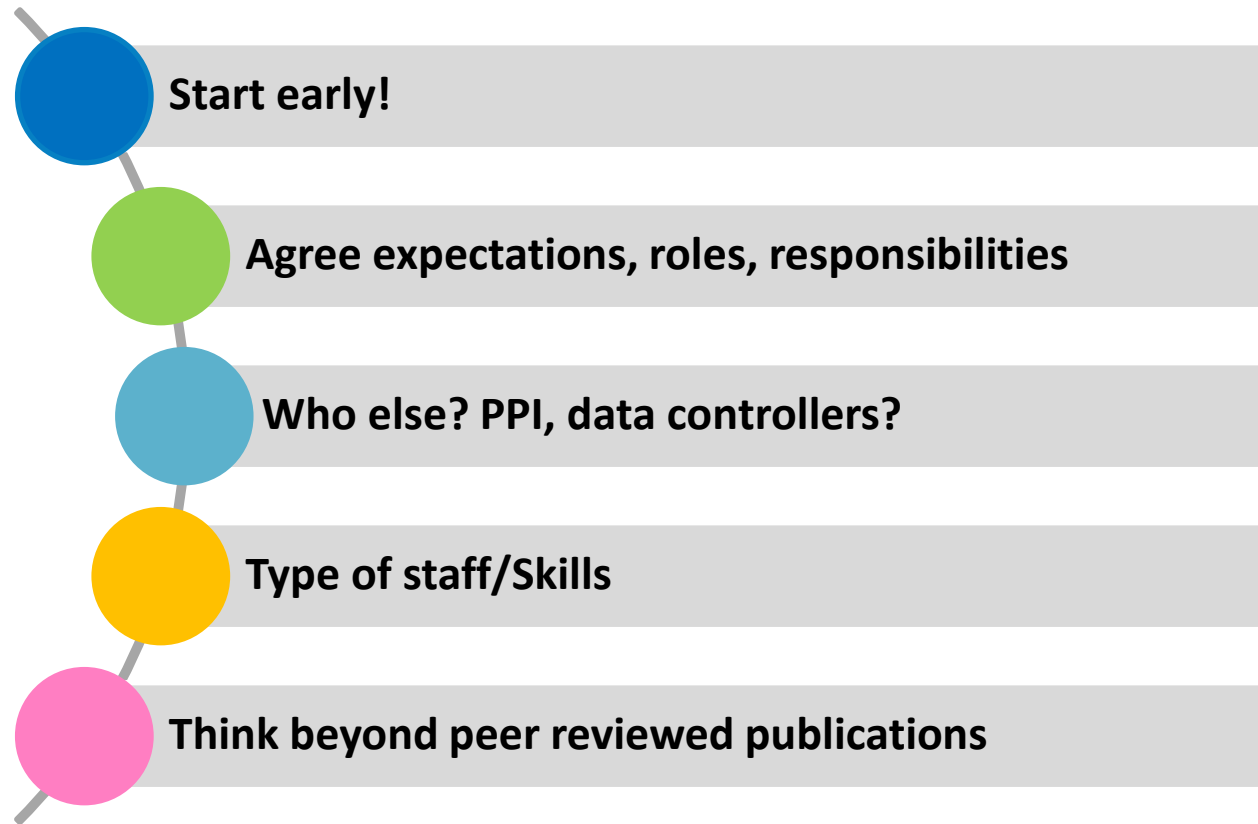 Start early!
Agree expectations, roles, responsibilities
Who else? PPI, data controllers?
Type of staff/Skills
Think beyond peer reviewed publications